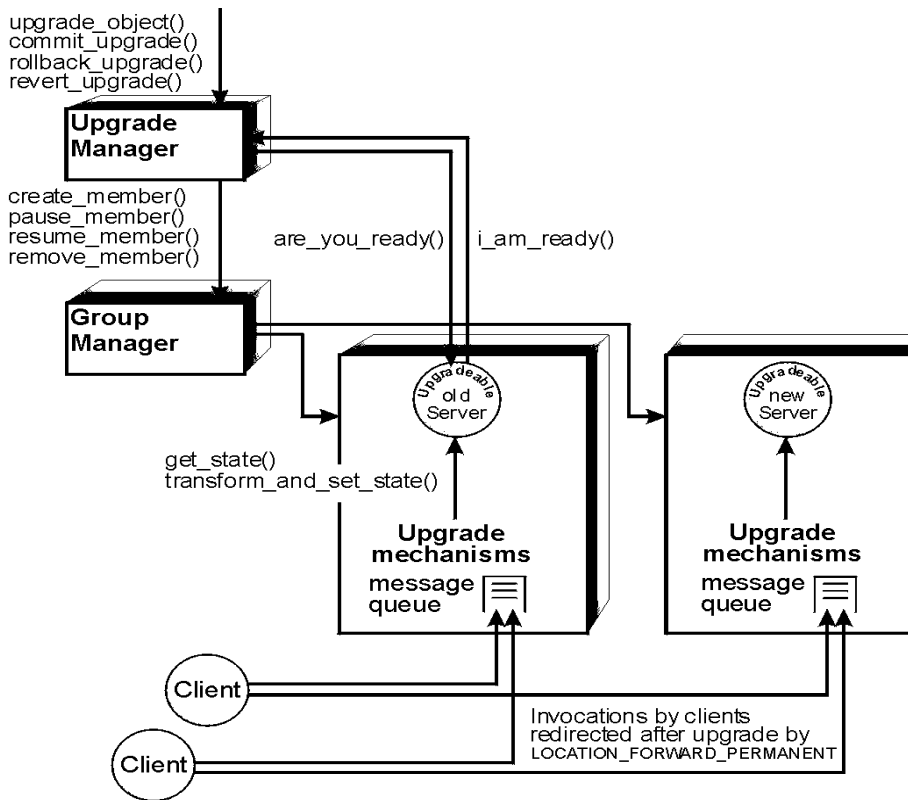 upgrade_object()
commit_upgrade()
rollback_upgrade()
revert_upgrade()
Upgrade
Manager
create_member()
pause_member()
resume_member()
remove_member()
are_you_ready()
i_am_ready()
Group
Manager
Upgradeable
old
Server
Upgradeable
new
Server
get_state()
transform_and_set_state()
Upgrade
mechanisms
message
queue
Upgrade
mechanisms
message
queue
Client
Invocations by clients
redirected after upgrade by
LOCATION_FORWARD_PERMANENT
Client